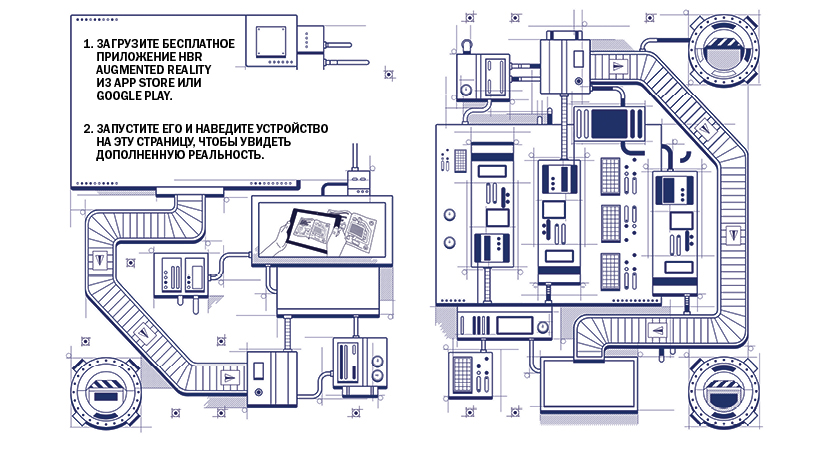 1. ЗАГРУЗИТЕ БЕСПЛАТНОЕ
ПРИЛОЖЕНИЕ HBR
AUGMENTED REALITY
ИЗ APP STORE ИЛИ
GOOGLE PLAY.
2. ЗАПУСТИТЕ ЕГО И НАВЕДИТЕ УСТРОЙСТВО
НА ЭТУ СТРАНИЦУ, ЧТОБЫ УВИДЕТЬ
ДОПОЛНЕННУЮ РЕАЛЬНОСТЬ.